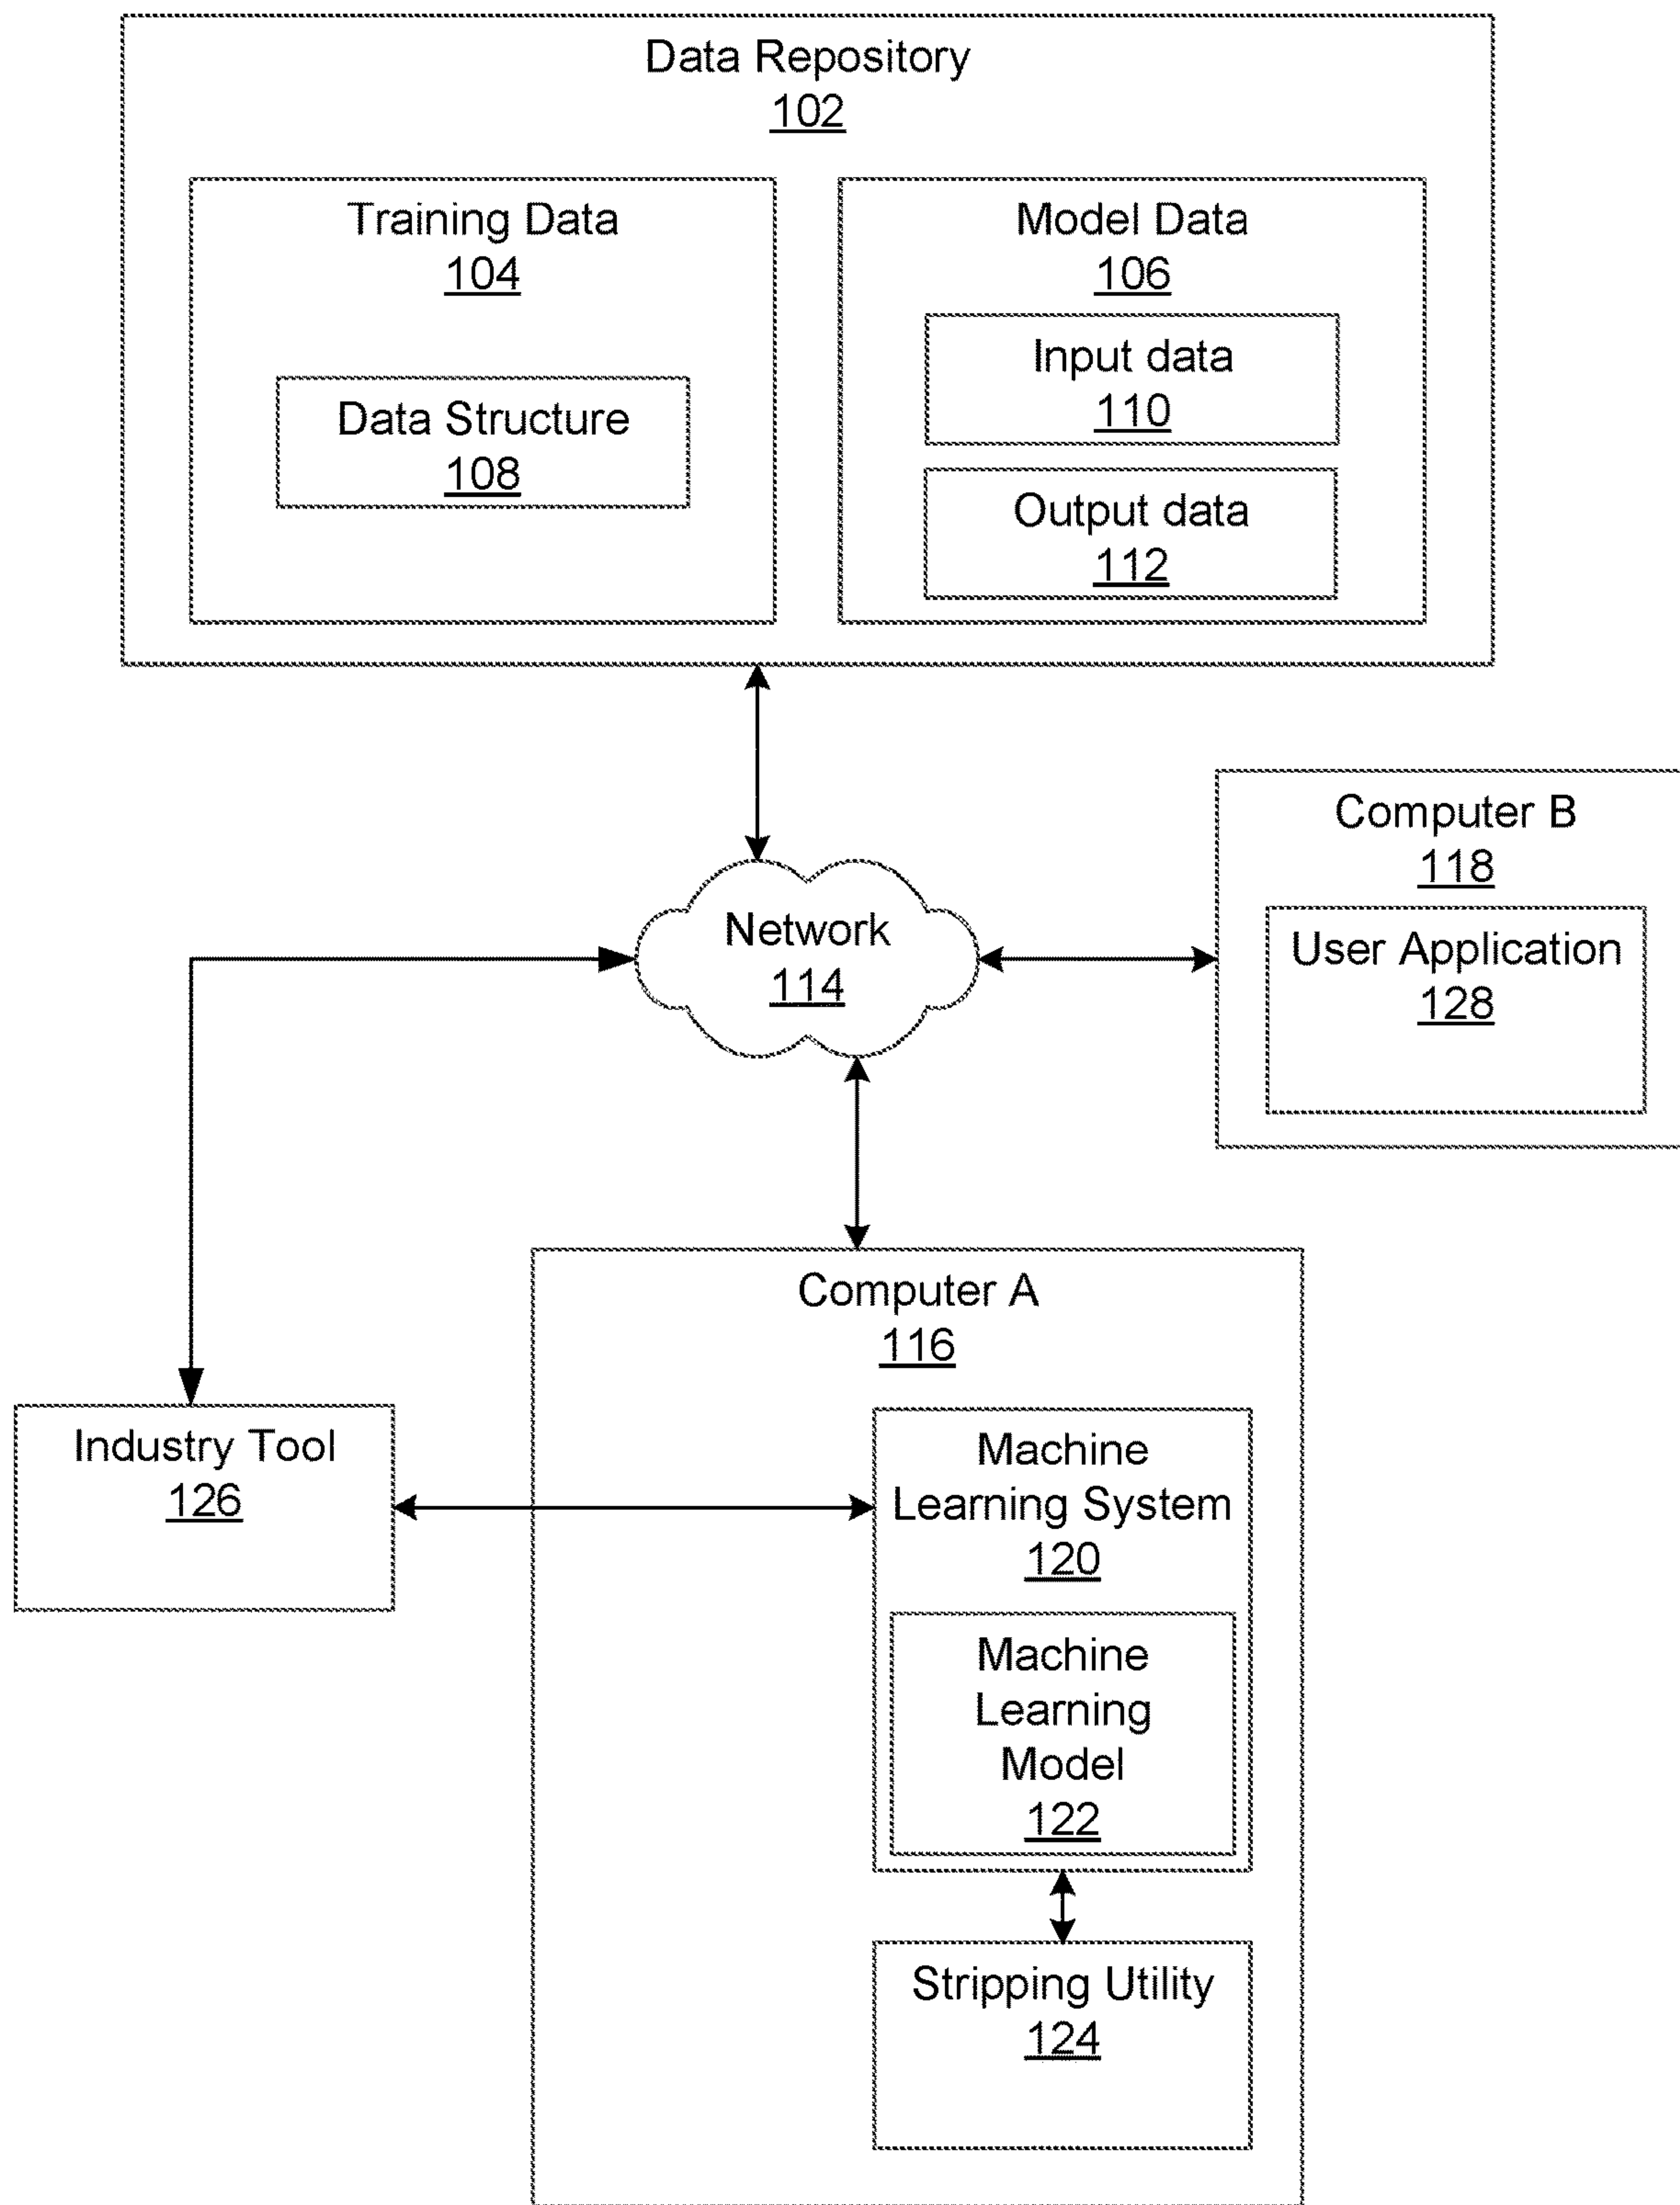 Data Repository
102
Training Data
104
Data Structure
108
Model Data
106
Input data
110
Output data
112
Network
114
Computer B
118
User Application
128
Computer A
116
Industry Tool
126
Machine
Learning System
120
Machine
Learning
Model
122
Stripping Utility
124